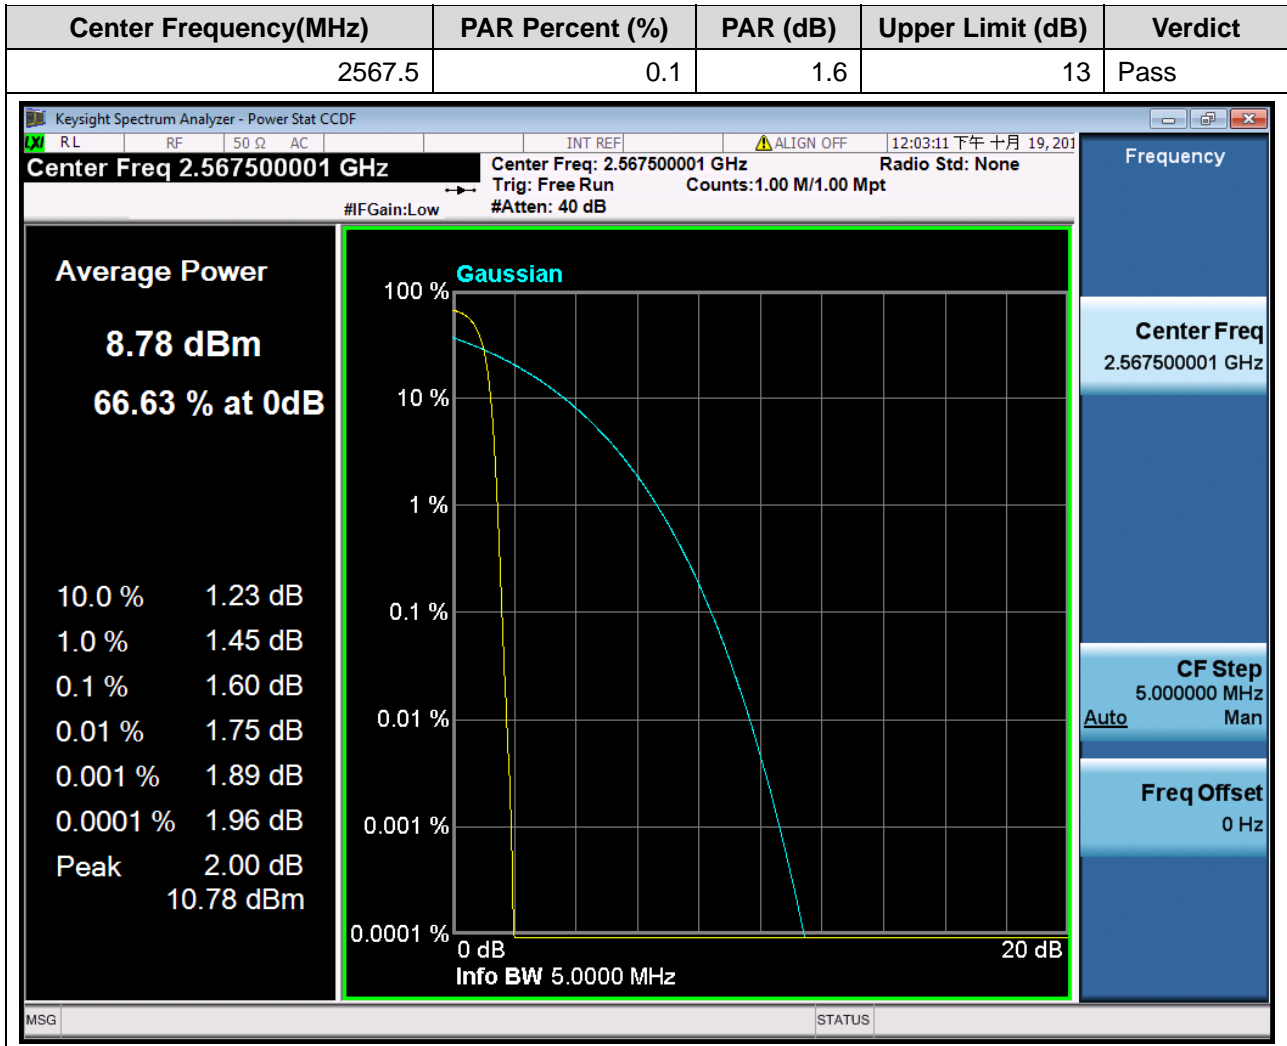 Center Frequency(MHz) PAR Percent (%) PAR (dB) Upper Limit (dB) Verdict
2567.5 0.1 1.6 13 Pass
Keysight Spectrum Analyzer - Power Stat CCDF
LXI RL RF 50 Ω AC INT REF ALIGN OFF 12:03:11 下午 十月 19, 201
Center Freq 2.567500001 GHz
#IFGain:Low
Center Freq: 2.567500001 GHz Radio Std: None
Trig: Free Run Counts:1.00 M/1.00 Mpt
#Atten: 40 dB
Average Power
8.78 dBm
66.63 % at 0dB
10.0 % 1.23 dB
1.0 % 1.45 dB
0.1 % 1.60 dB
0.01 % 1.75 dB
0.001 % 1.89 dB
0.0001 % 1.96 dB
Peak 2.00 dB
10.78 dBm
Gaussian
100 %
10 %
1 %
0.1 %
0.01 %
0.001 %
0.0001 %
0 dB 20 dB
Info BW 5.0000 MHz
Frequency
Center Freq
2.567500001 GHz
CF Step
5.000000 MHz
Auto Man
Freq Offset
0 Hz
MSG STATUS